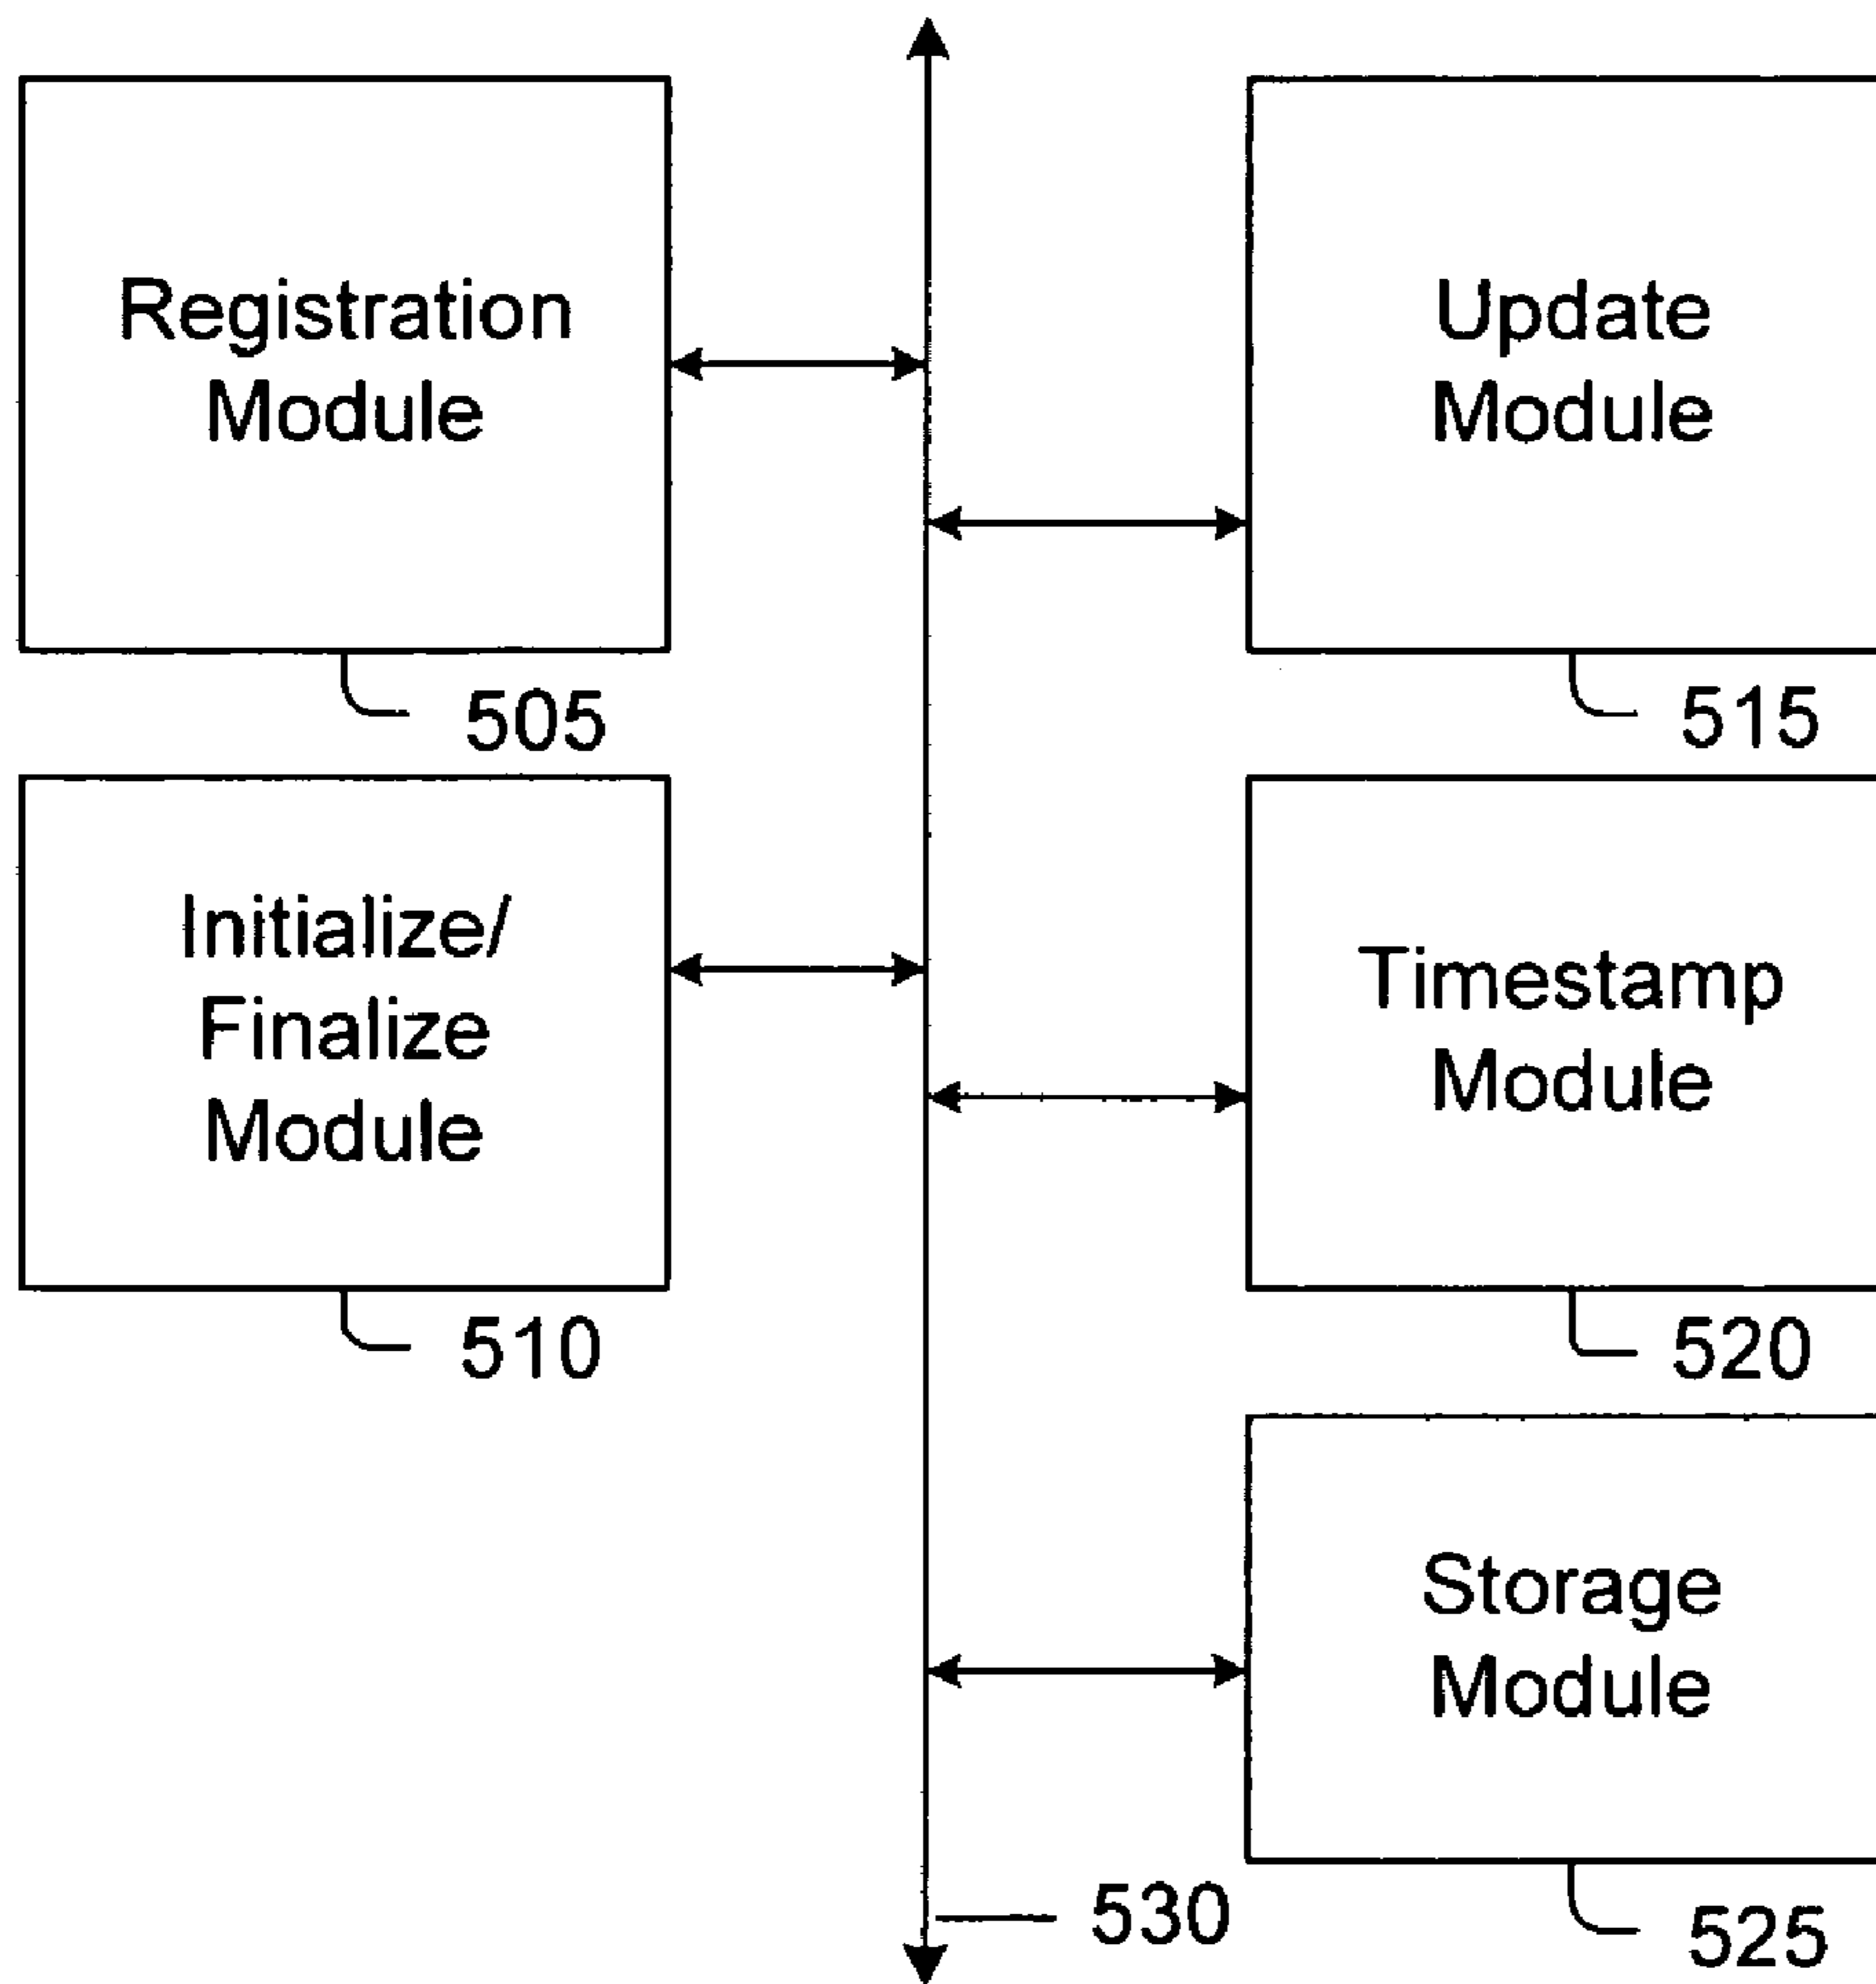 Registration
Module
505
Update
Module
515
Initialize/
Finalize
Module
510
Timestamp
Module
520
Storage
Module
525
530